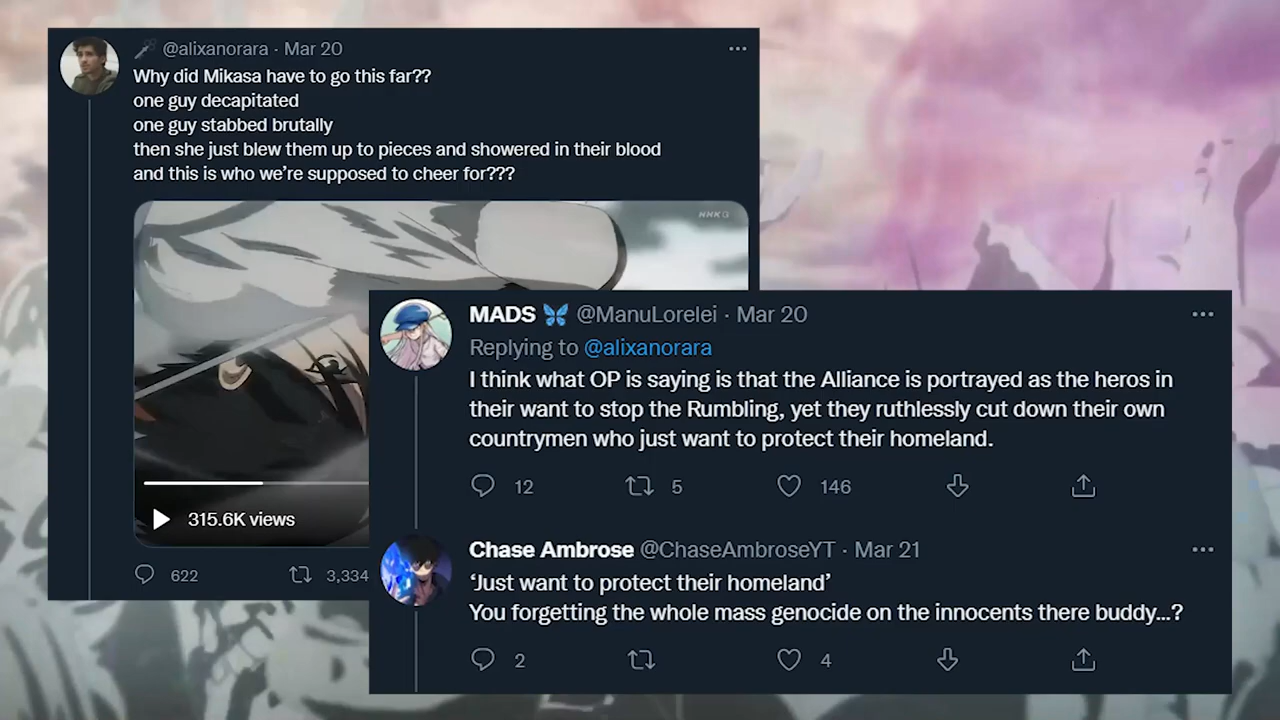 @alixanorara · Mar 20
Why did Mikasa have to go this far??
one guy decapitated
one guy stabbed brutally
then she just blew them up to pieces and showered in their blood
and this is who we're supposed to cheer for???
NHK G
315.6K views
622 3,334
MADS @ManuLorelei · Mar 20
Replying to @alixanorara
I think what OP is saying is that the Alliance is portrayed as the heros in
their want to stop the Rumbling, yet they ruthlessly cut down their own
countrymen who just want to protect their homeland.
12 5 146
Chase Ambrose @ChaseAmbroseYT · Mar 21
‘Just want to protect their homeland’
You forgetting the whole mass genocide on the innocents there buddy...?
2 4